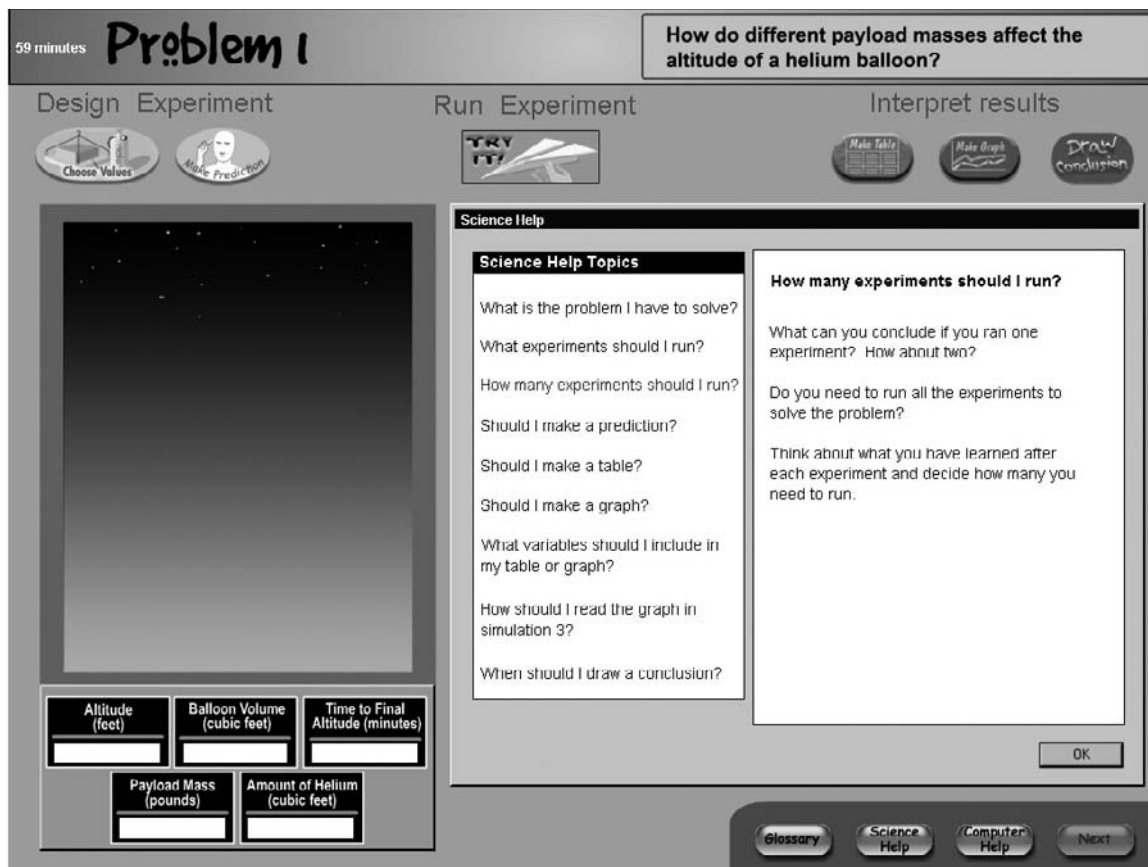 59 minutes
Problem 1
How do different payload masses affect the
altitude of a helium balloon?
Design Experiment
Run Experiment
Interpret results
Choose Values
Make Prediction
TRY
IT!
Make Table
Make Graph
Draw
Conclusion
Science Help
Science Help Topics
What is the problem I have to solve?
What experiments should I run?
How many experiments should I run?
Should I make a prediction?
Should I make a table?
Should I make a graph?
What variables should I include in
my table or graph?
How should I read the graph in
simulation 3?
When should I draw a conclusion?
How many experiments should I run?
What can you conclude if you ran one
experiment? How about two?
Do you need to run all the experiments to
solve the problem?
Think about what you have learned after
each experiment and decide how many you
need to run.
OK
Altitude
(feet)
Balloon Volume
(cubic feet)
Time to Final
Altitude (minutes)
Payload Mass
(pounds)
Amount of Helium
(cubic feet)
Glossary
Science
Help
Computer
Help
Next